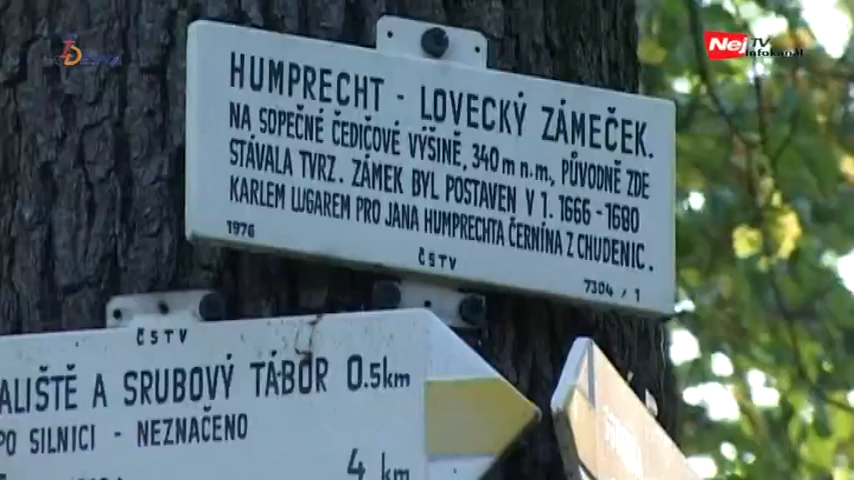 Nej TV
infokanál
HUMPRECHT - LOVECKÝ ZÁMEČEK.
NA SOPEČNÉ ČEDIČOVÉ VÝŠINĚ, 340 m n.m., PŮVODNĚ ZDE
STÁVALA TVRZ. ZÁMEK BYL POSTAVEN V 1. 1666 - 1680
KARLEM LUGAREM PRO JANA HUMPRECHTA ČERNÍNA Z CHUDENIC.
1976 ČSTV 7304 / 1
ČSTV
ALIŠTĚ A SRUBOVÝ TÁBOR 0.5km
PO SILNICI - NEZNAČENO
4 km